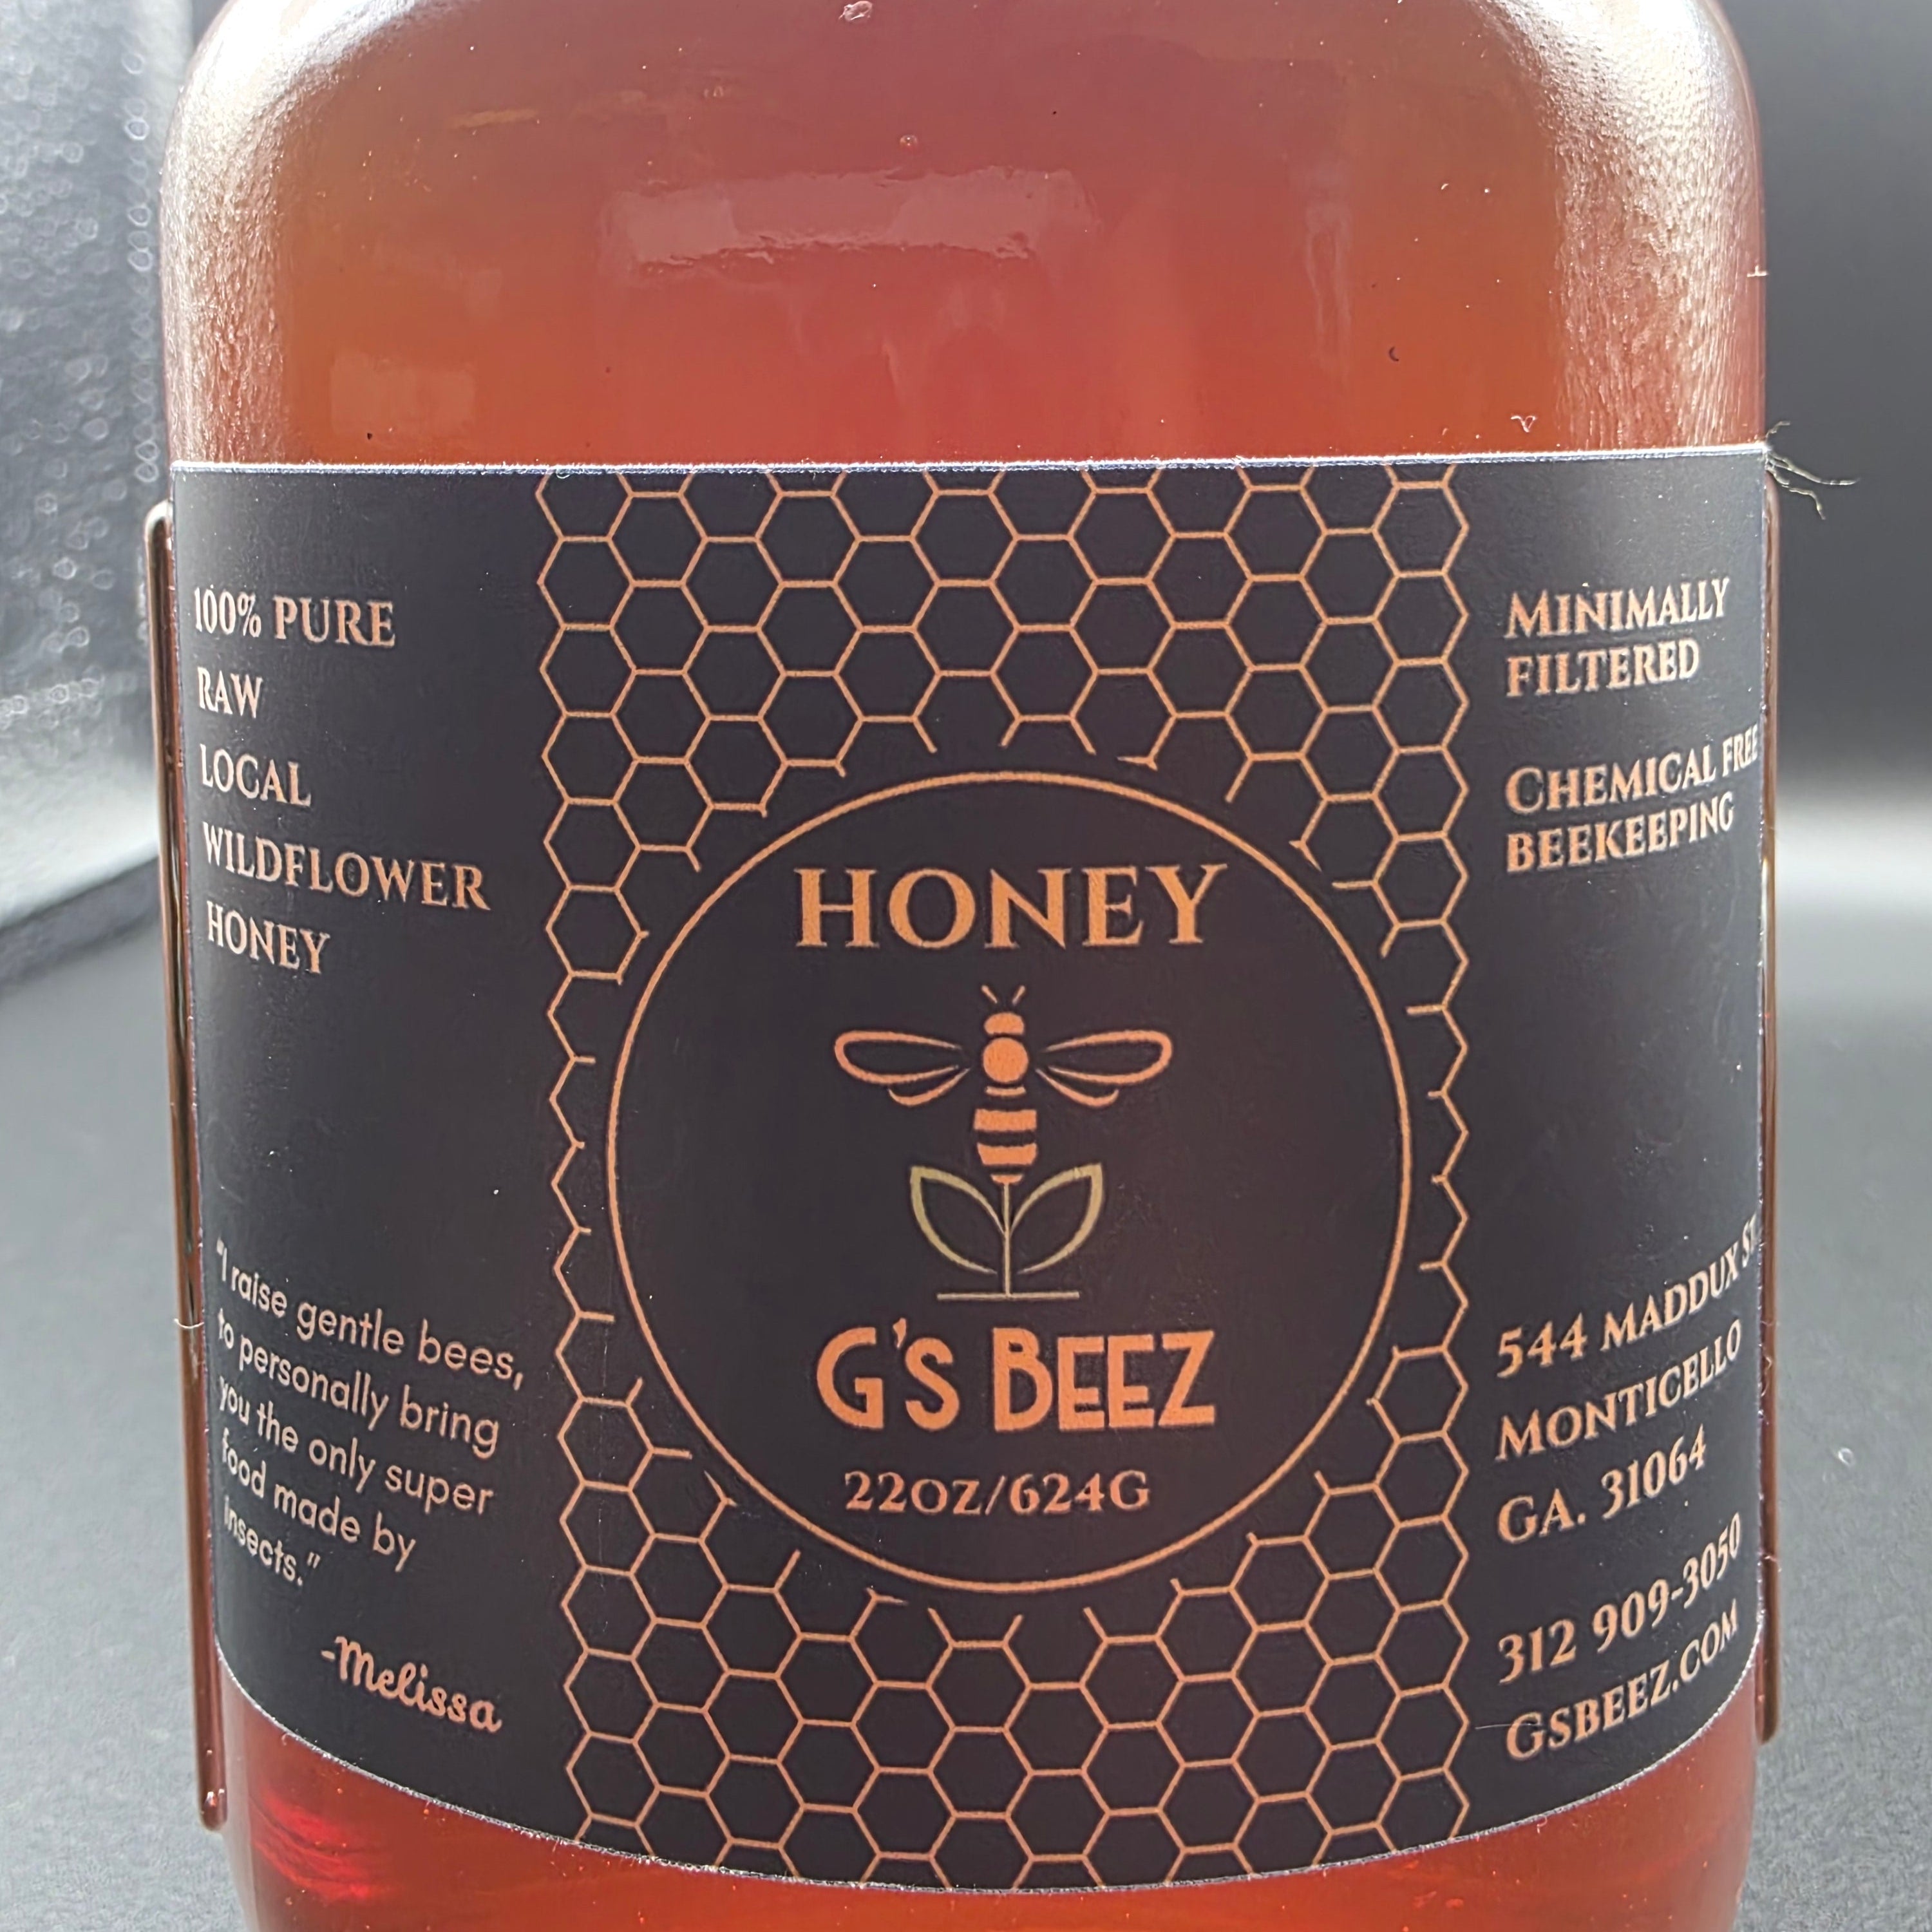 100% PURE
RAW
LOCAL
WILDFLOWER
HONEY
"I raise gentle bees,
to personally bring
you the only super
food made by
insects."
-Melissa
HONEY
G'S BEEZ
22OZ/624G
MINIMALLY
FILTERED
CHEMICAL FREE
BEEKEEPING
544 MADDUX ST.
MONTICELLO
GA. 31064
312 909-3050
GSBEEZ.COM